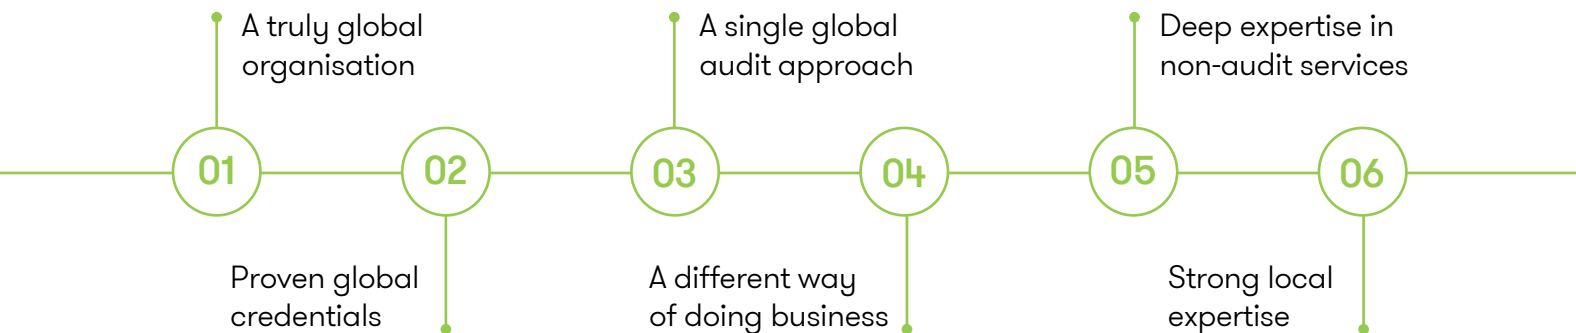 A truly global
organisation
A single global
audit approach
Deep expertise in
non-audit services
01
02
03
04
05
06
Proven global
credentials
A different way
of doing business
Strong local
expertise